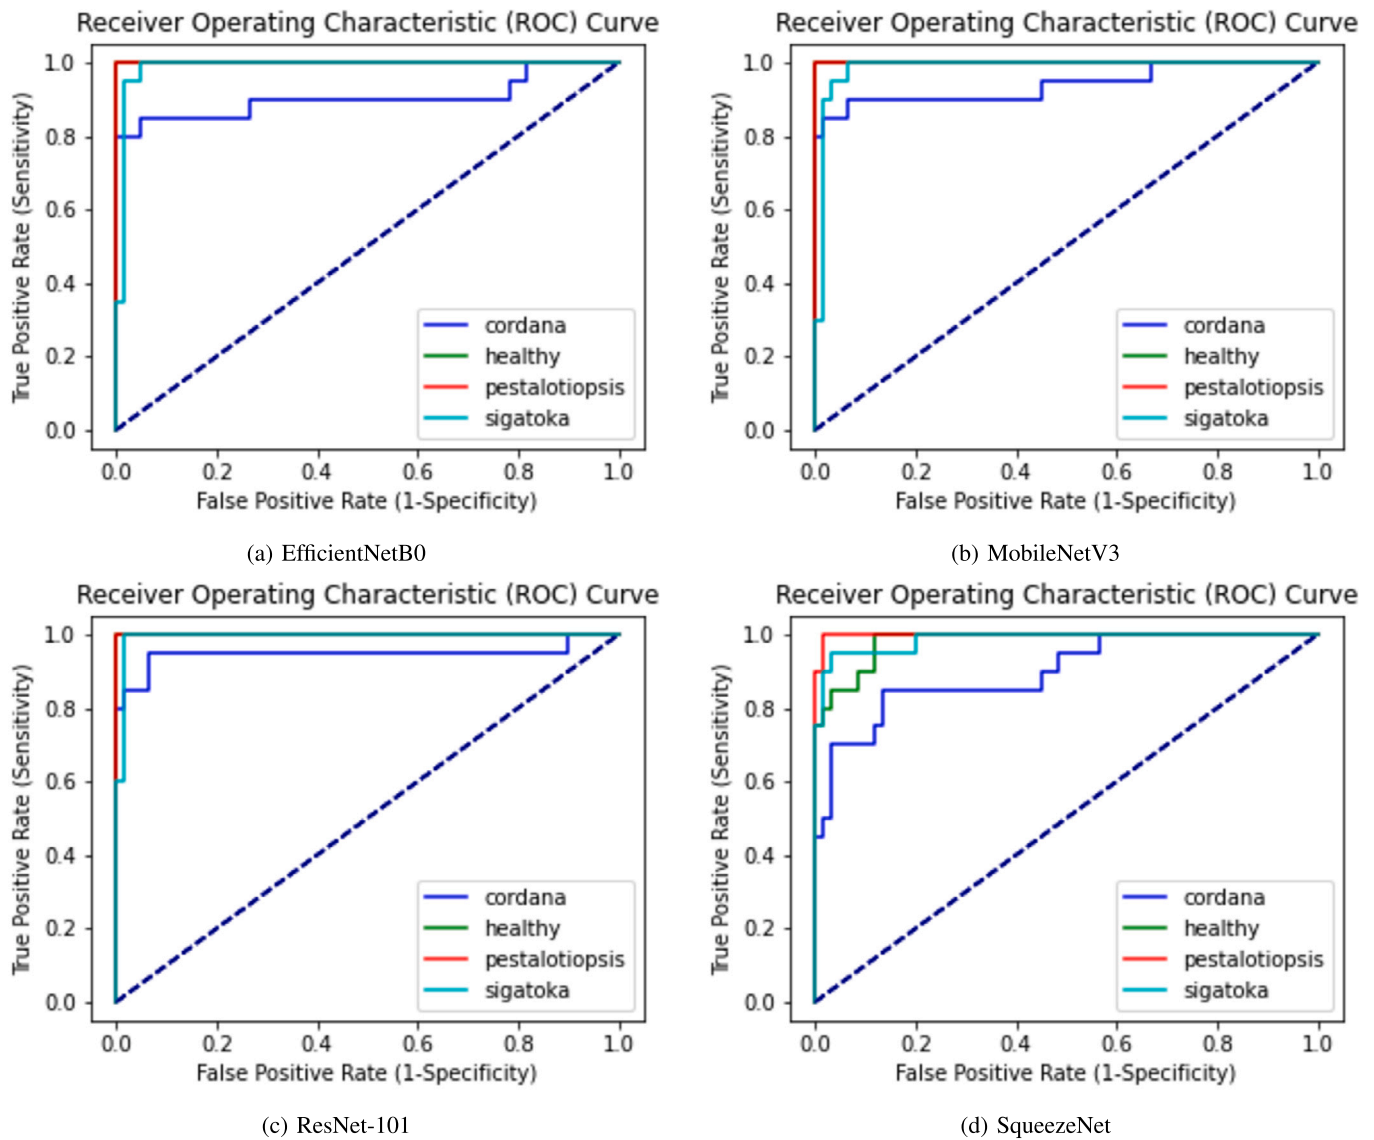 Receiver Operating Characteristic (ROC) Curve
True Positive Rate (Sensitivity)
1.0
0.8
0.6
0.4
0.2
0.0
cordana
healthy
pestalotiopsis
sigatoka
0.0 0.2 0.4 0.6 0.8 1.0
False Positive Rate (1-Specificity)
(a) EfficientNetB0
Receiver Operating Characteristic (ROC) Curve
True Positive Rate (Sensitivity)
1.0
0.8
0.6
0.4
0.2
0.0
cordana
healthy
pestalotiopsis
sigatoka
0.0 0.2 0.4 0.6 0.8 1.0
False Positive Rate (1-Specificity)
(b) MobileNetV3
Receiver Operating Characteristic (ROC) Curve
True Positive Rate (Sensitivity)
1.0
0.8
0.6
0.4
0.2
0.0
cordana
healthy
pestalotiopsis
sigatoka
0.0 0.2 0.4 0.6 0.8 1.0
False Positive Rate (1-Specificity)
(c) ResNet-101
Receiver Operating Characteristic (ROC) Curve
True Positive Rate (Sensitivity)
1.0
0.8
0.6
0.4
0.2
0.0
cordana
healthy
pestalotiopsis
sigatoka
0.0 0.2 0.4 0.6 0.8 1.0
False Positive Rate (1-Specificity)
(d) SqueezeNet